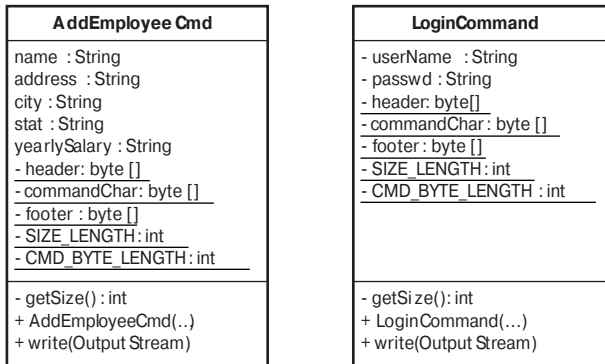 AddEmployee Cmd
name : String
address : String
city : String
stat : String
yearlySalary : String
- header: byte []
- commandChar: byte []
- footer : byte []
- SIZE_LENGTH: int
- CMD_BYTE_LENGTH: int
- getSize() : int
+ AddEmployeeCmd(...)
+ write(Output Stream)
LoginCommand
- userName : String
- passwd : String
- header: byte[]
- commandChar: byte []
- footer: byte []
- SIZE_LENGTH: int
- CMD_BYTE_LENGTH : int
- getSize(): int
+ LoginCommand(...)
+ write(Output Stream)